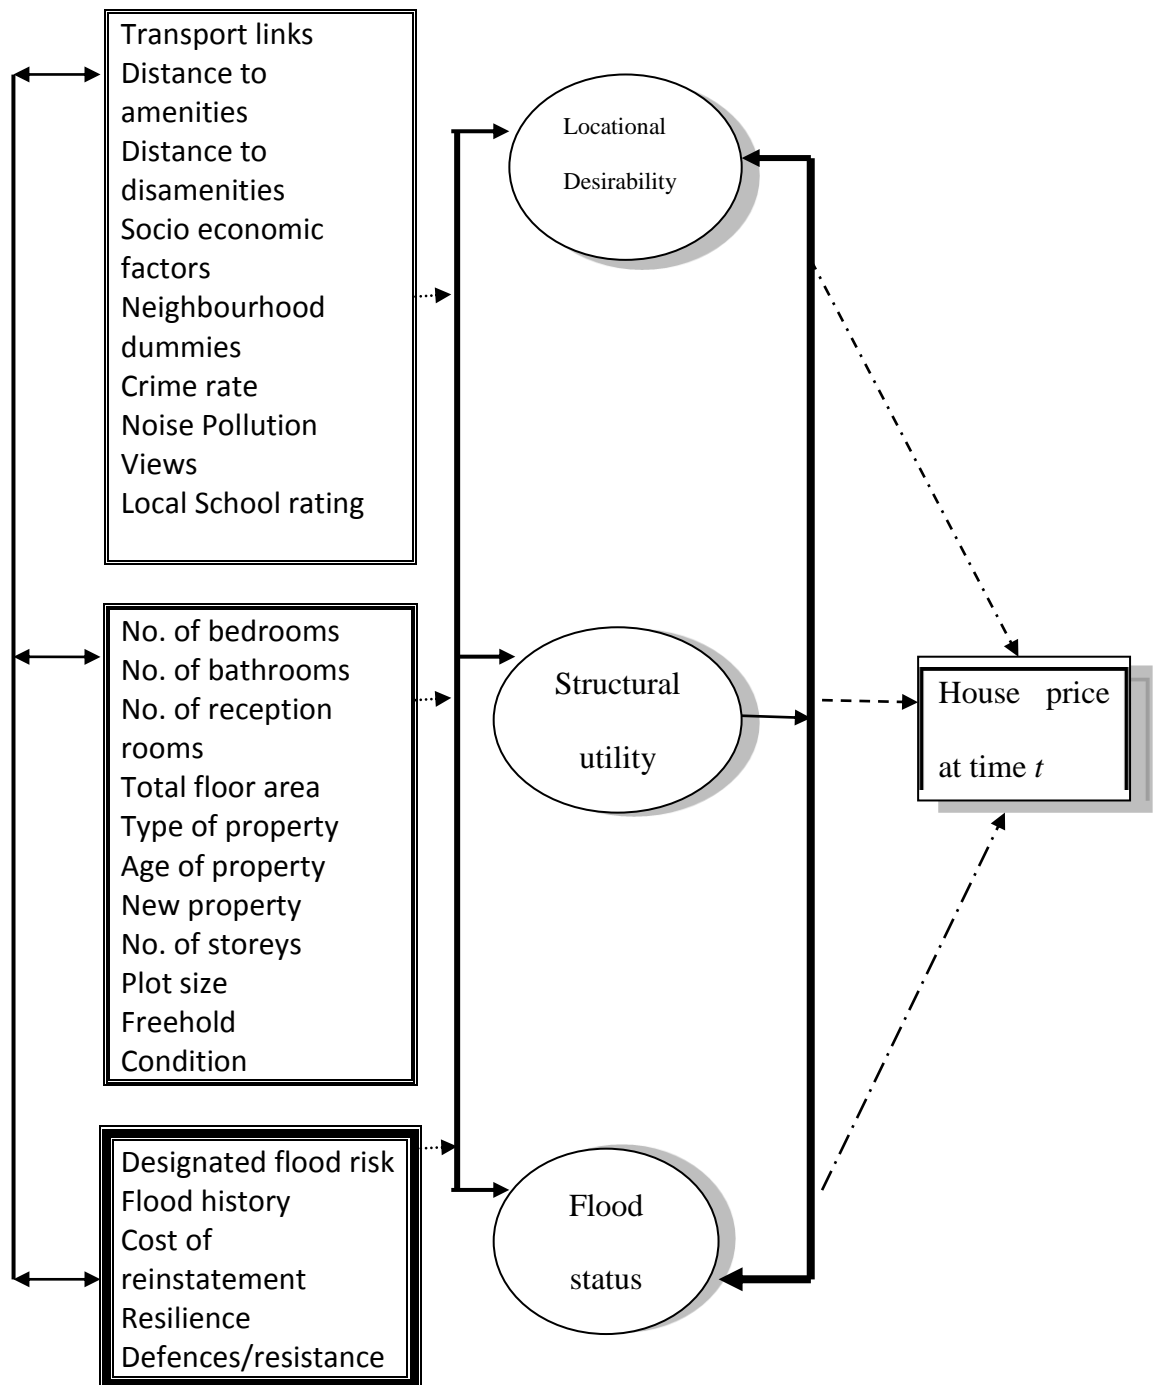 Transport links
Distance to
amenities
Distance to
disamenities
Socio economic
factors
Neighbourhood
dummies
Crime rate
Noise Pollution
Views
Local School rating
No. of bedrooms
No. of bathrooms
No. of reception
rooms
Total floor area
Type of property
Age of property
New property
No. of storeys
Plot size
Freehold
Condition
Designated flood risk
Flood history
Cost of
reinstatement
Resilience
Defences/resistance
Locational
Desirability
Structural
utility
Flood
status
House price
at time t